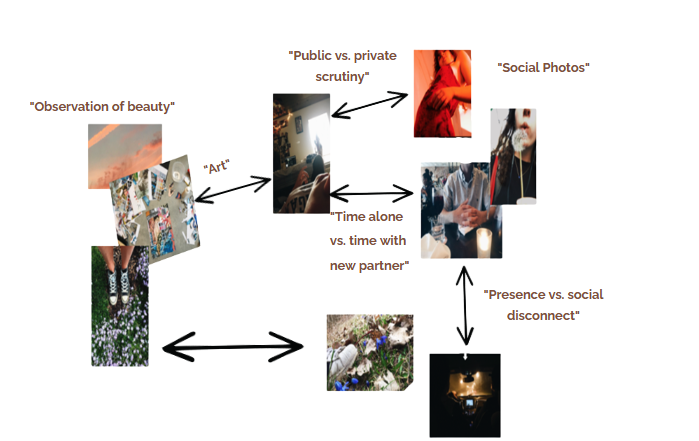 "Public vs. private
scrutiny"
"Social Photos"
"Observation of beauty"
"Art"
"Time alone
vs. time with
new partner"
"Presence vs. social
disconnect"